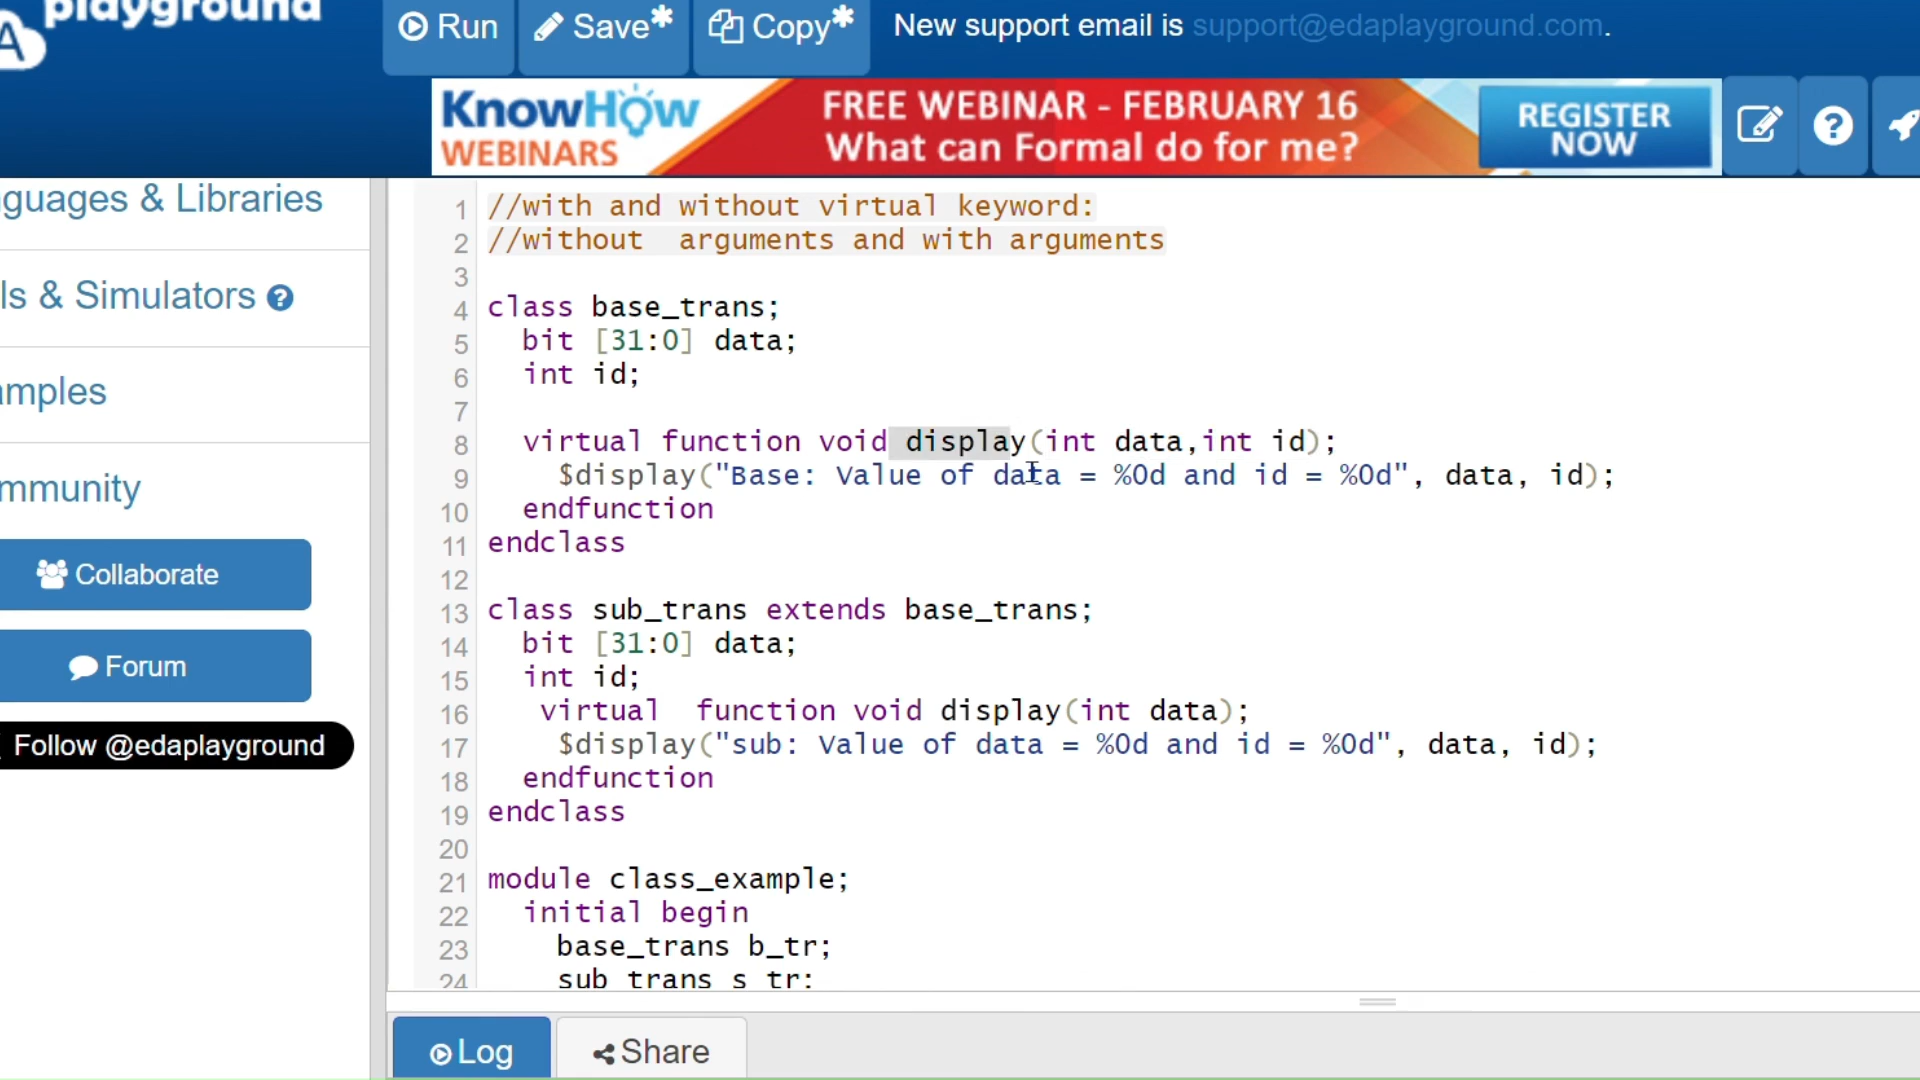 playground
A
Run
Save*
Copy*
New support email is support@edaplayground.com.
KnowHow
WEBINARS
FREE WEBINAR - FEBRUARY 16
What can Formal do for me?
REGISTER
NOW
guages & Libraries
ls & Simulators ?
amples
mmunity
Collaborate
Forum
Follow @edaplayground
1 //with and without virtual keyword:
2 //without  arguments and with arguments
3
4 class base_trans;
5 bit [31:0] data;
6 int id;
7
8 virtual function void display(int data,int id);
9 $display("Base: Value of data = %0d and id = %0d", data, id);
10 endfunction
11 endclass
12
13 class sub_trans extends base_trans;
14 bit [31:0] data;
15 int id;
16 virtual  function void display(int data);
17 $display("sub: Value of data = %0d and id = %0d", data, id);
18 endfunction
19 endclass
20
21 module class_example;
22 initial begin
23 base_trans b_tr;
24 sub_trans s_tr;
Log
Share